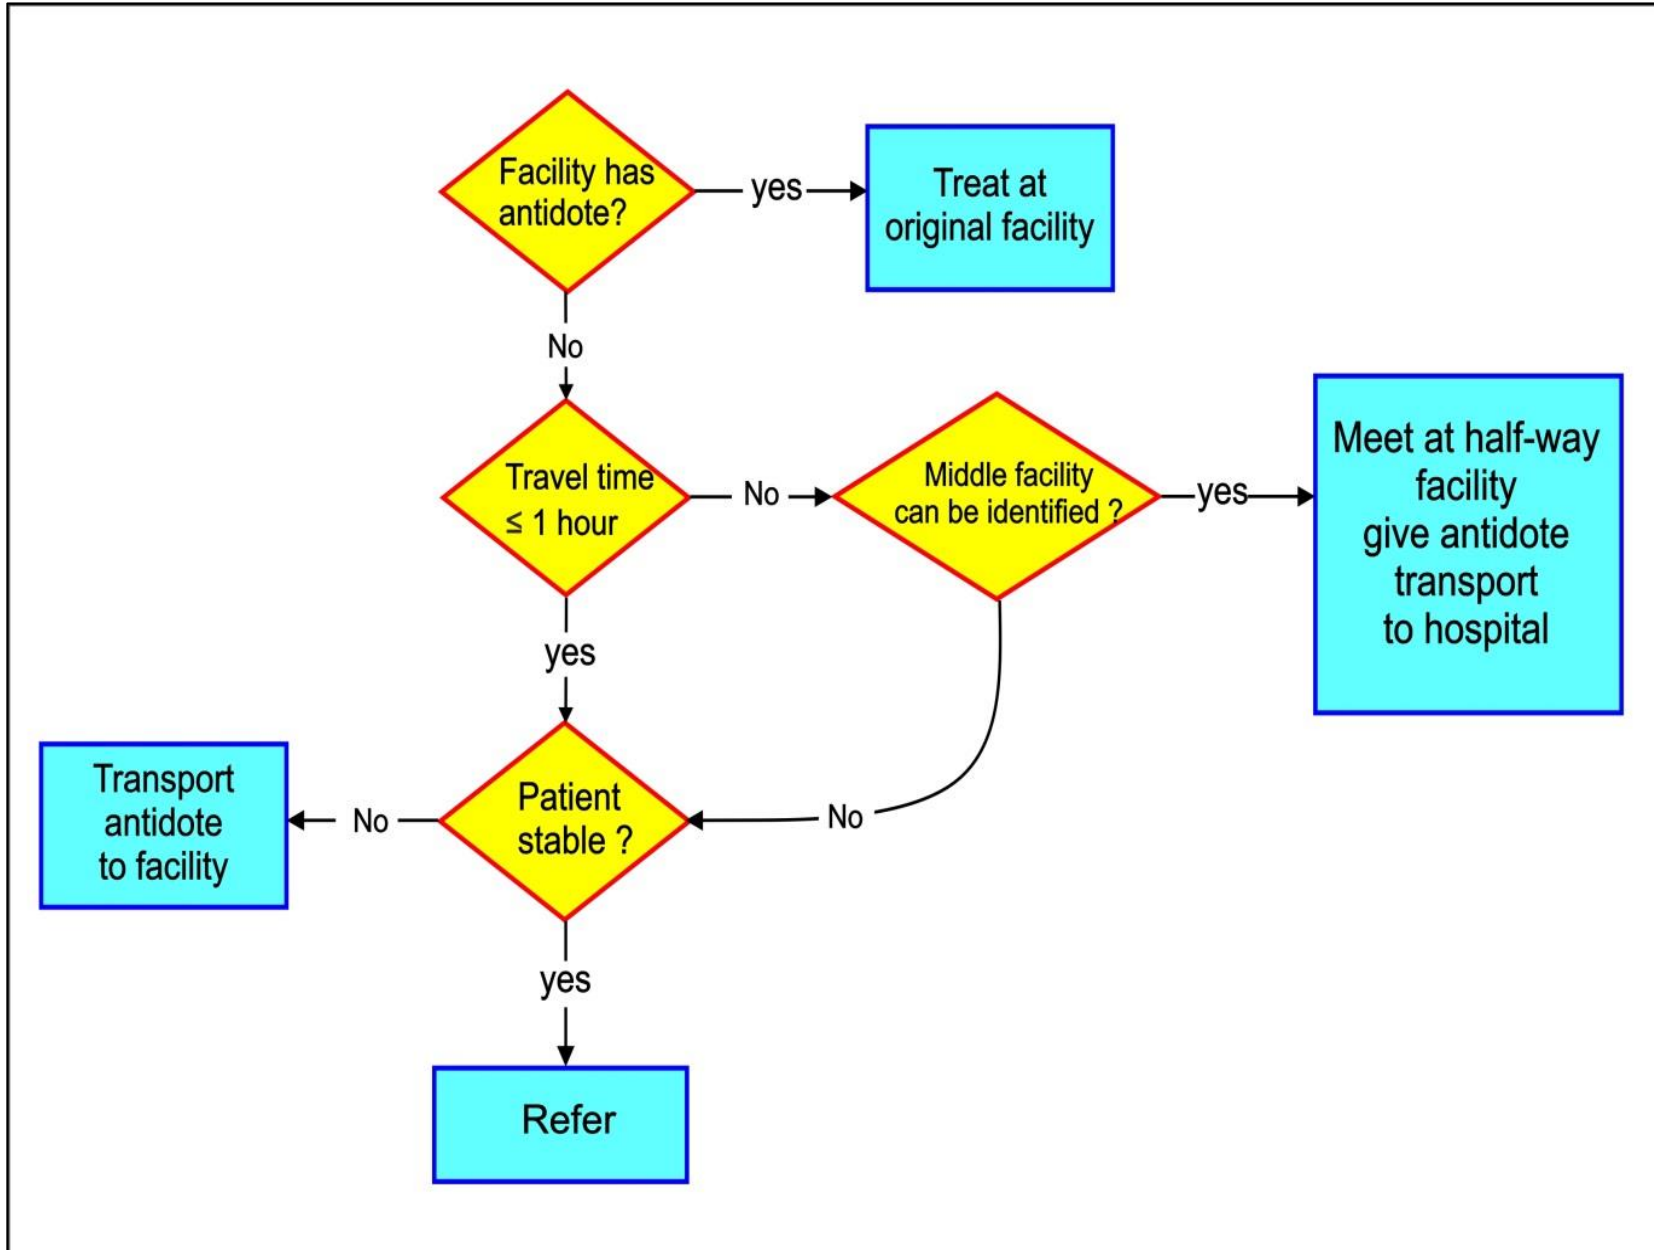 Facility has
antidote?
yes
Treat at
original facility
No
Travel time
≤ 1 hour
No
Middle facility
can be identified ?
yes
Meet at half-way
facility
give antidote
transport
to hospital
yes
Transport
antidote
to facility
No
Patient
stable ?
No
yes
Refer